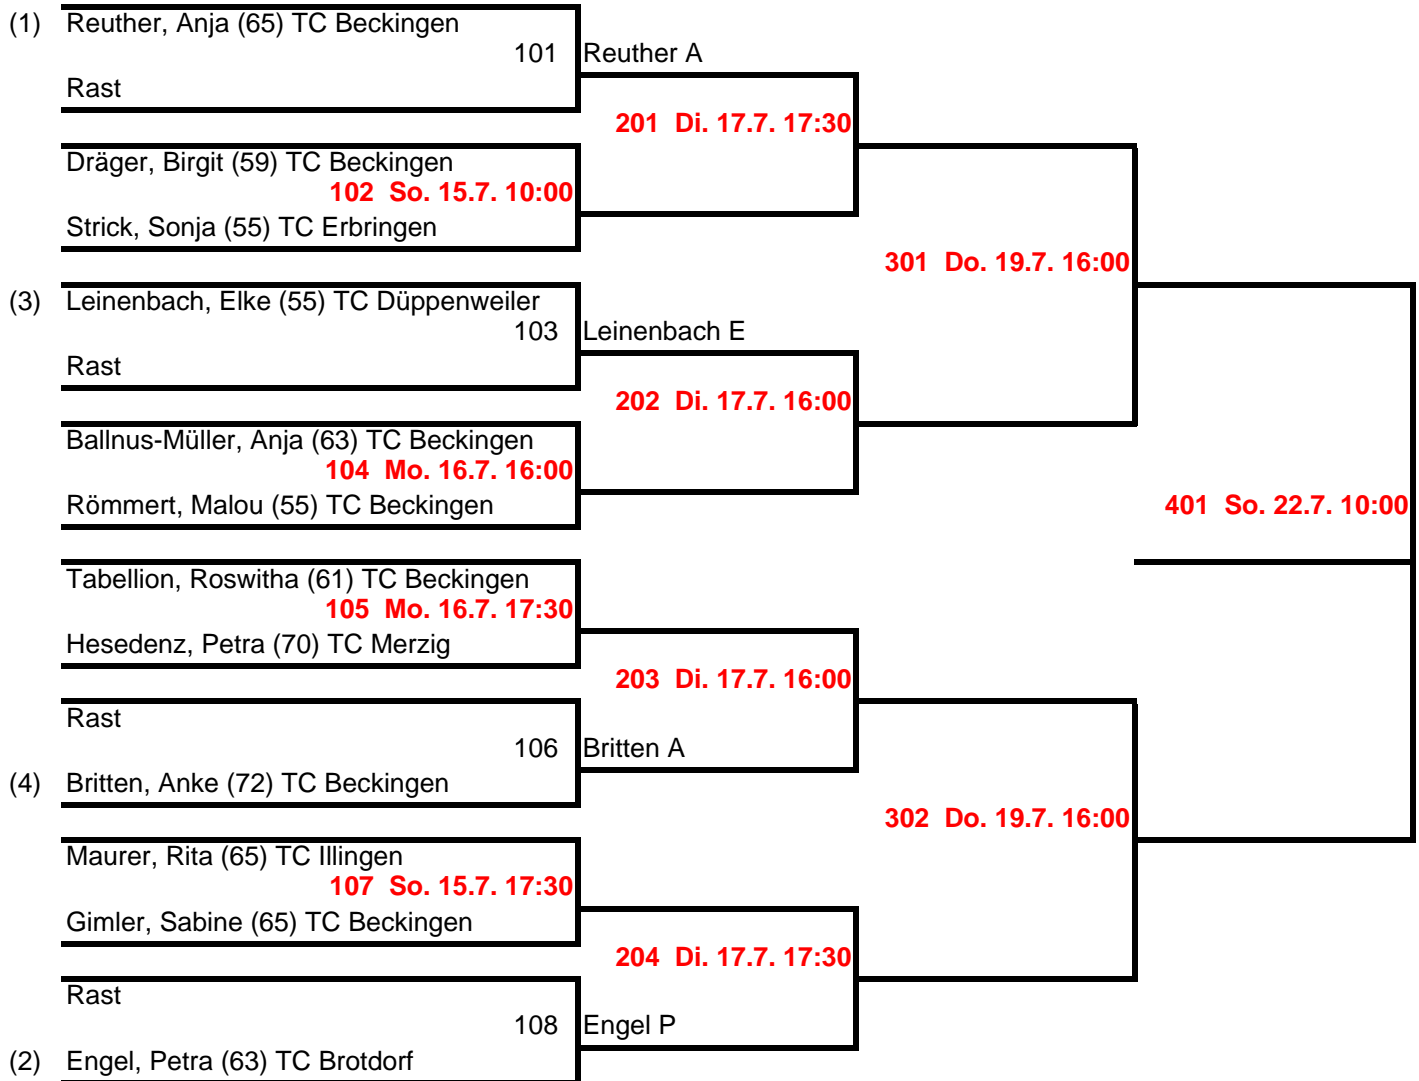 (1) Reuther, Anja (65) TC Beckingen
101 Reuther A
Rast
201 Di. 17.7. 17:30
Dräger, Birgit (59) TC Beckingen
102 So. 15.7. 10:00
Strick, Sonja (55) TC Erbringen
301 Do. 19.7. 16:00
(3) Leinenbach, Elke (55) TC Düppenweiler
103 Leinenbach E
Rast
202 Di. 17.7. 16:00
Ballnus-Müller, Anja (63) TC Beckingen
104 Mo. 16.7. 16:00
Römmert, Malou (55) TC Beckingen
401 So. 22.7. 10:00
Tabellion, Roswitha (61) TC Beckingen
105 Mo. 16.7. 17:30
Hesedenz, Petra (70) TC Merzig
203 Di. 17.7. 16:00
Rast
106 Britten A
(4) Britten, Anke (72) TC Beckingen
302 Do. 19.7. 16:00
Maurer, Rita (65) TC Illingen
107 So. 15.7. 17:30
Gimler, Sabine (65) TC Beckingen
204 Di. 17.7. 17:30
Rast
108 Engel P
(2) Engel, Petra (63) TC Brotdorf